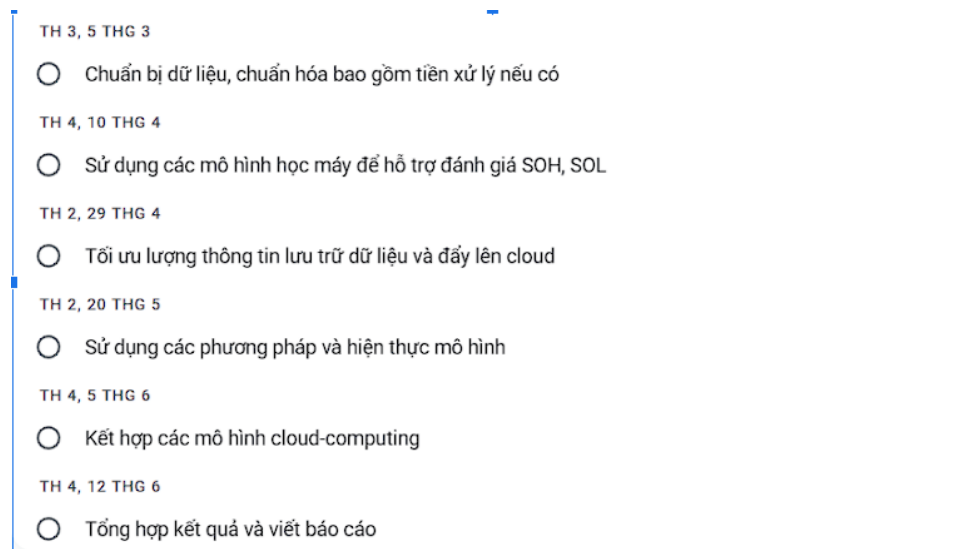 TH 3, 5 THG 3
Chuẩn bị dữ liệu, chuẩn hóa bao gồm tiền xử lý nếu có
TH 4, 10 THG 4
Sử dụng các mô hình học máy để hỗ trợ đánh giá SOH, SOL
TH 2, 29 THG 4
Tối ưu lượng thông tin lưu trữ dữ liệu và đẩy lên cloud
TH 2, 20 THG 5
Sử dụng các phương pháp và hiện thực mô hình
TH 4, 5 THG 6
Kết hợp các mô hình cloud-computing
TH 4, 12 THG 6
Tổng hợp kết quả và viết báo cáo